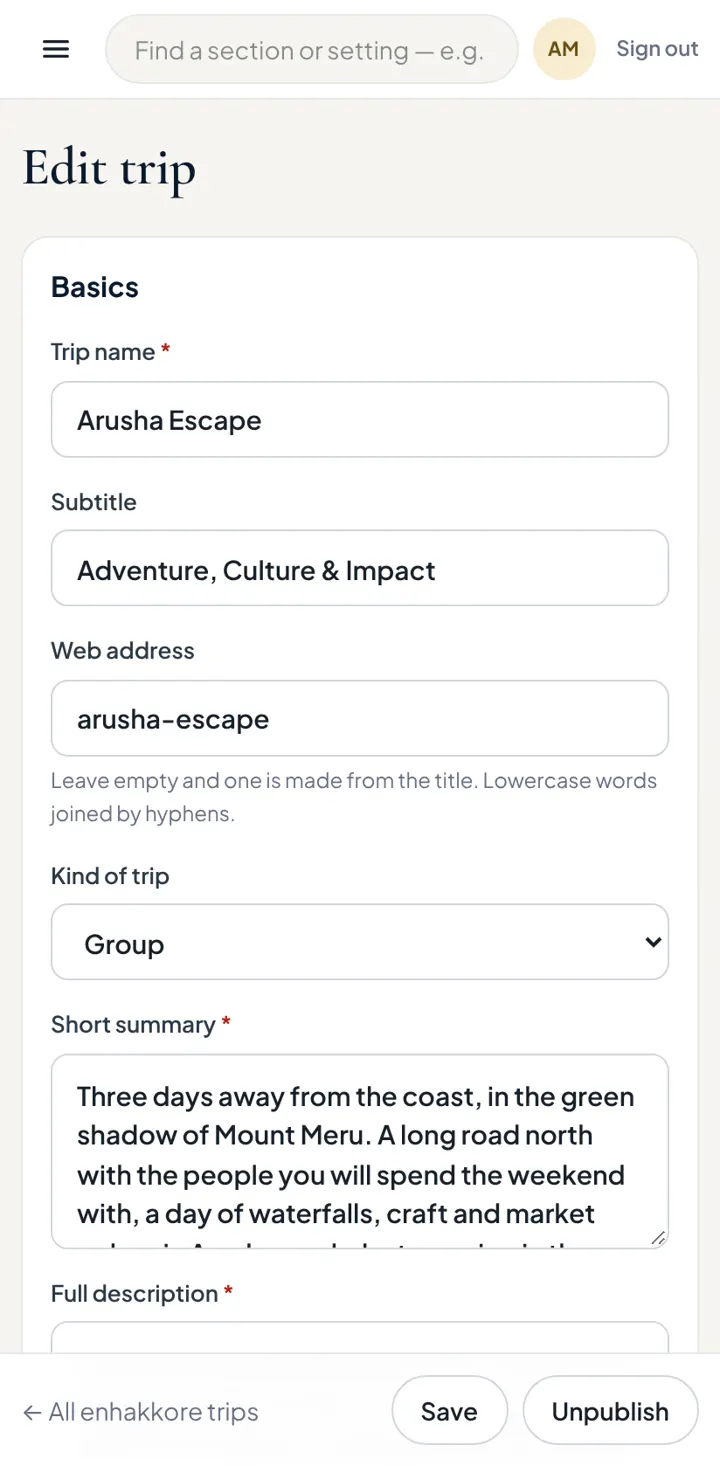 Find a section or setting — e.g.
AM
Sign out
Edit trip
Basics
Trip name *
Arusha Escape
Subtitle
Adventure, Culture & Impact
Web address
arusha-escape
Leave empty and one is made from the title. Lowercase words
joined by hyphens.
Kind of trip
Group
Short summary *
Three days away from the coast, in the green
shadow of Mount Meru. A long road north
with the people you will spend the weekend
with, a day of waterfalls, craft and market
Full description *
← All enhakkore trips
Save
Unpublish